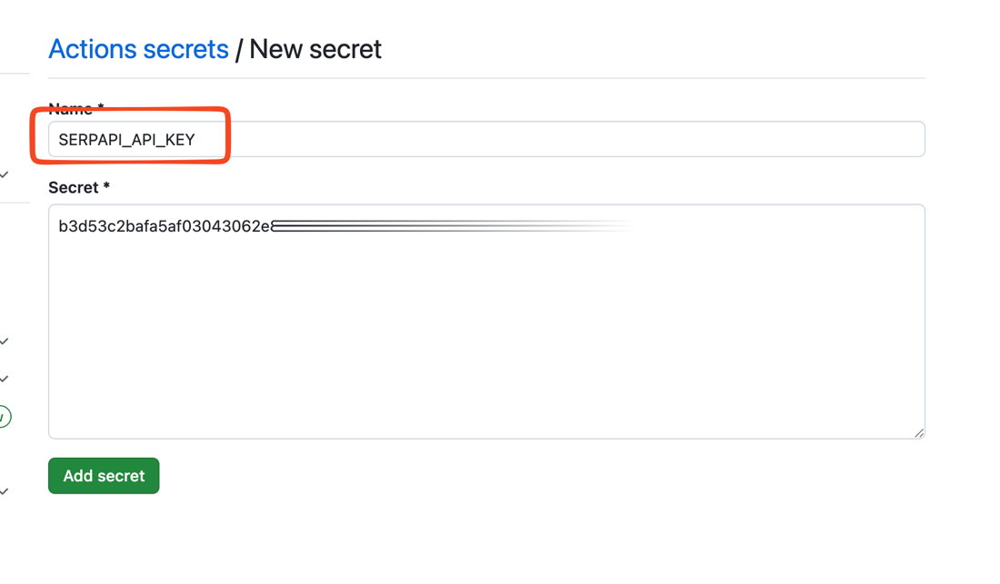 Actions secrets / New secret
Name *
SERPAPI_API_KEY
Secret *
b3d53c2bafa5af03043062e
Add secret